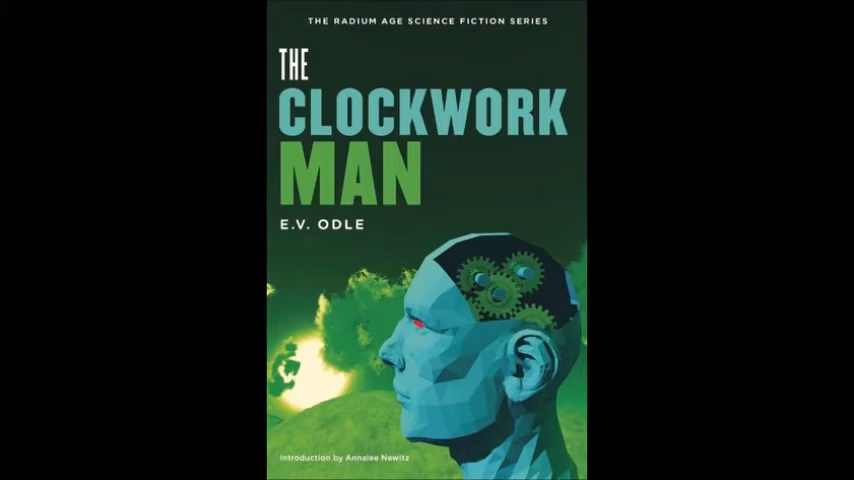 THE RADIUM AGE SCIENCE FICTION SERIES
THE
CLOCKWORK
MAN
E.V. ODLE
Introduction by Annalee Newitz